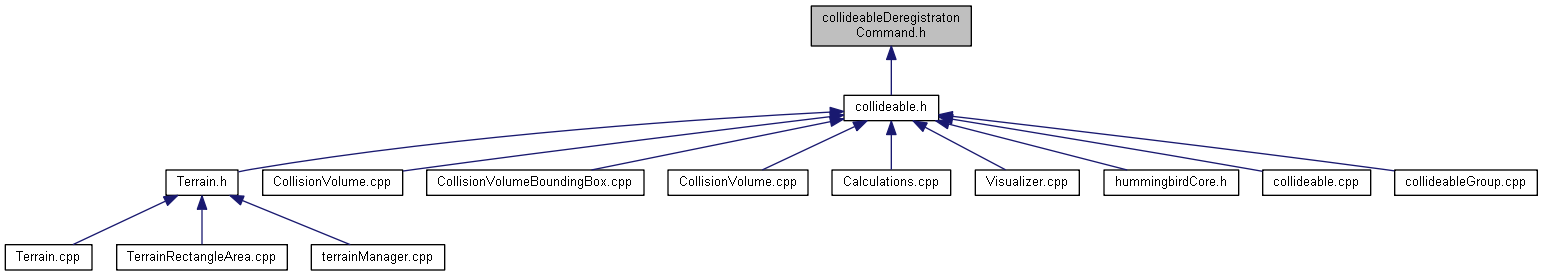 collideableDeregistraton
Command.h
collideable.h
Terrain.h
CollisionVolume.cpp
CollisionVolumeBoundingBox.cpp
CollisionVolume.cpp
Calculations.cpp
Visualizer.cpp
hummingbirdCore.h
collideable.cpp
collideableGroup.cpp
Terrain.cpp
TerrainRectangleArea.cpp
terrainManager.cpp